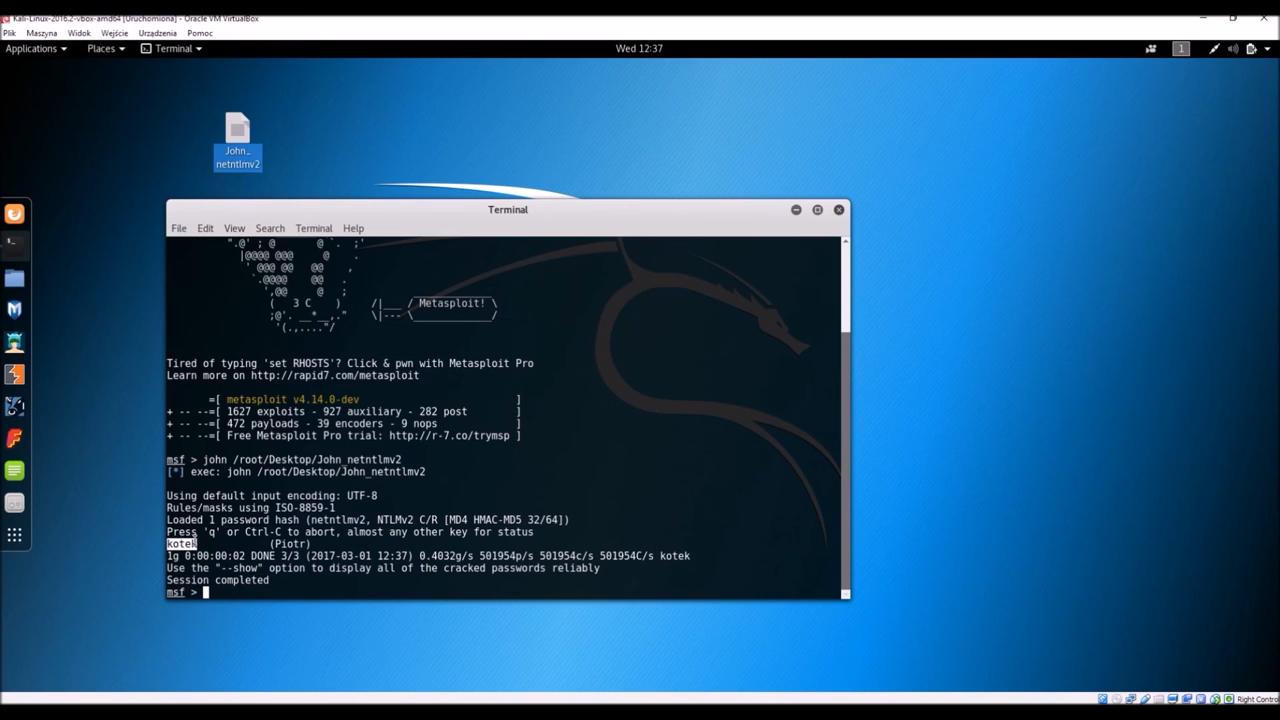 Kali-Linux-2016.2-vbox-amd64 [Uruchomiona] - Oracle VM VirtualBox
Plik Maszyna Widok Wejście Urządzenia Pomoc
Applications Places Terminal Wed 12:37 1
John_
netntlmv2
Terminal
File Edit View Search Terminal Help
".@' ; @ @ `. ;'
|@@@@ @@@ @ .
' @@@ @@ @@ ,
`.@@@@ @@ .
',@@ @ ;
( 3 C ) /|___ / Metasploit! \
;@'. __*__,." \|--- \_____________/
'(.,...."/
Tired of typing 'set RHOSTS'? Click & pwn with Metasploit Pro
Learn more on http://rapid7.com/metasploit
=[ metasploit v4.14.0-dev ]
+ -- --=[ 1627 exploits - 927 auxiliary - 282 post ]
+ -- --=[ 472 payloads - 39 encoders - 9 nops ]
+ -- --=[ Free Metasploit Pro trial: http://r-7.co/trymsp ]
msf > john /root/Desktop/John_netntlmv2
[*] exec: john /root/Desktop/John_netntlmv2
Using default input encoding: UTF-8
Rules/masks using ISO-8859-1
Loaded 1 password hash (netntlmv2, NTLMv2 C/R [MD4 HMAC-MD5 32/64])
Press 'q' or Ctrl-C to abort, almost any other key for status
kotek (Piotr)
1g 0:00:00:02 DONE 3/3 (2017-03-01 12:37) 0.4032g/s 501954p/s 501954c/s 501954C/s kotek
Use the "--show" option to display all of the cracked passwords reliably
Session completed
msf >
Right Control